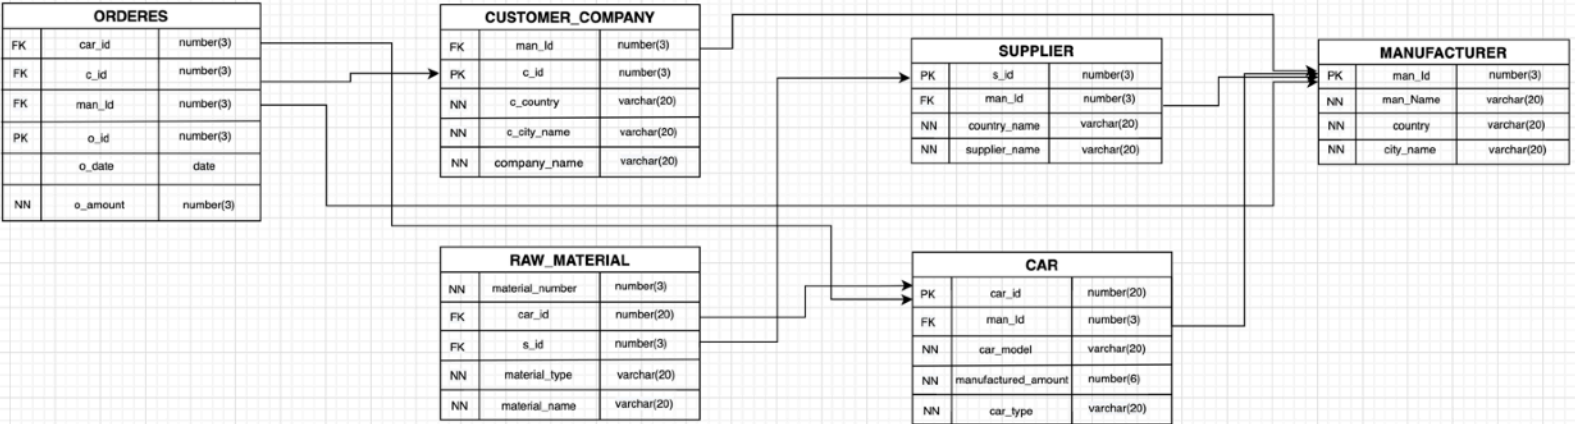 ORDERES
FK car_id number(3)
FK c_id number(3)
FK man_Id number(3)
PK o_id number(3)
o_date date
NN o_amount number(3)
CUSTOMER_COMPANY
FK man_Id number(3)
PK c_id number(3)
NN c_country varchar(20)
NN c_city_name varchar(20)
NN company_name varchar(20)
SUPPLIER
PK s_id number(3)
FK man_Id number(3)
NN country_name varchar(20)
NN supplier_name varchar(20)
MANUFACTURER
PK man_Id number(3)
NN man_Name varchar(20)
NN country varchar(20)
NN city_name varchar(20)
RAW_MATERIAL
NN material_number number(3)
FK car_id number(20)
FK s_id number(3)
NN material_type varchar(20)
NN material_name varchar(20)
CAR
PK car_id number(20)
FK man_Id number(3)
NN car_model varchar(20)
NN manufactured_amount number(6)
NN car_type varchar(20)